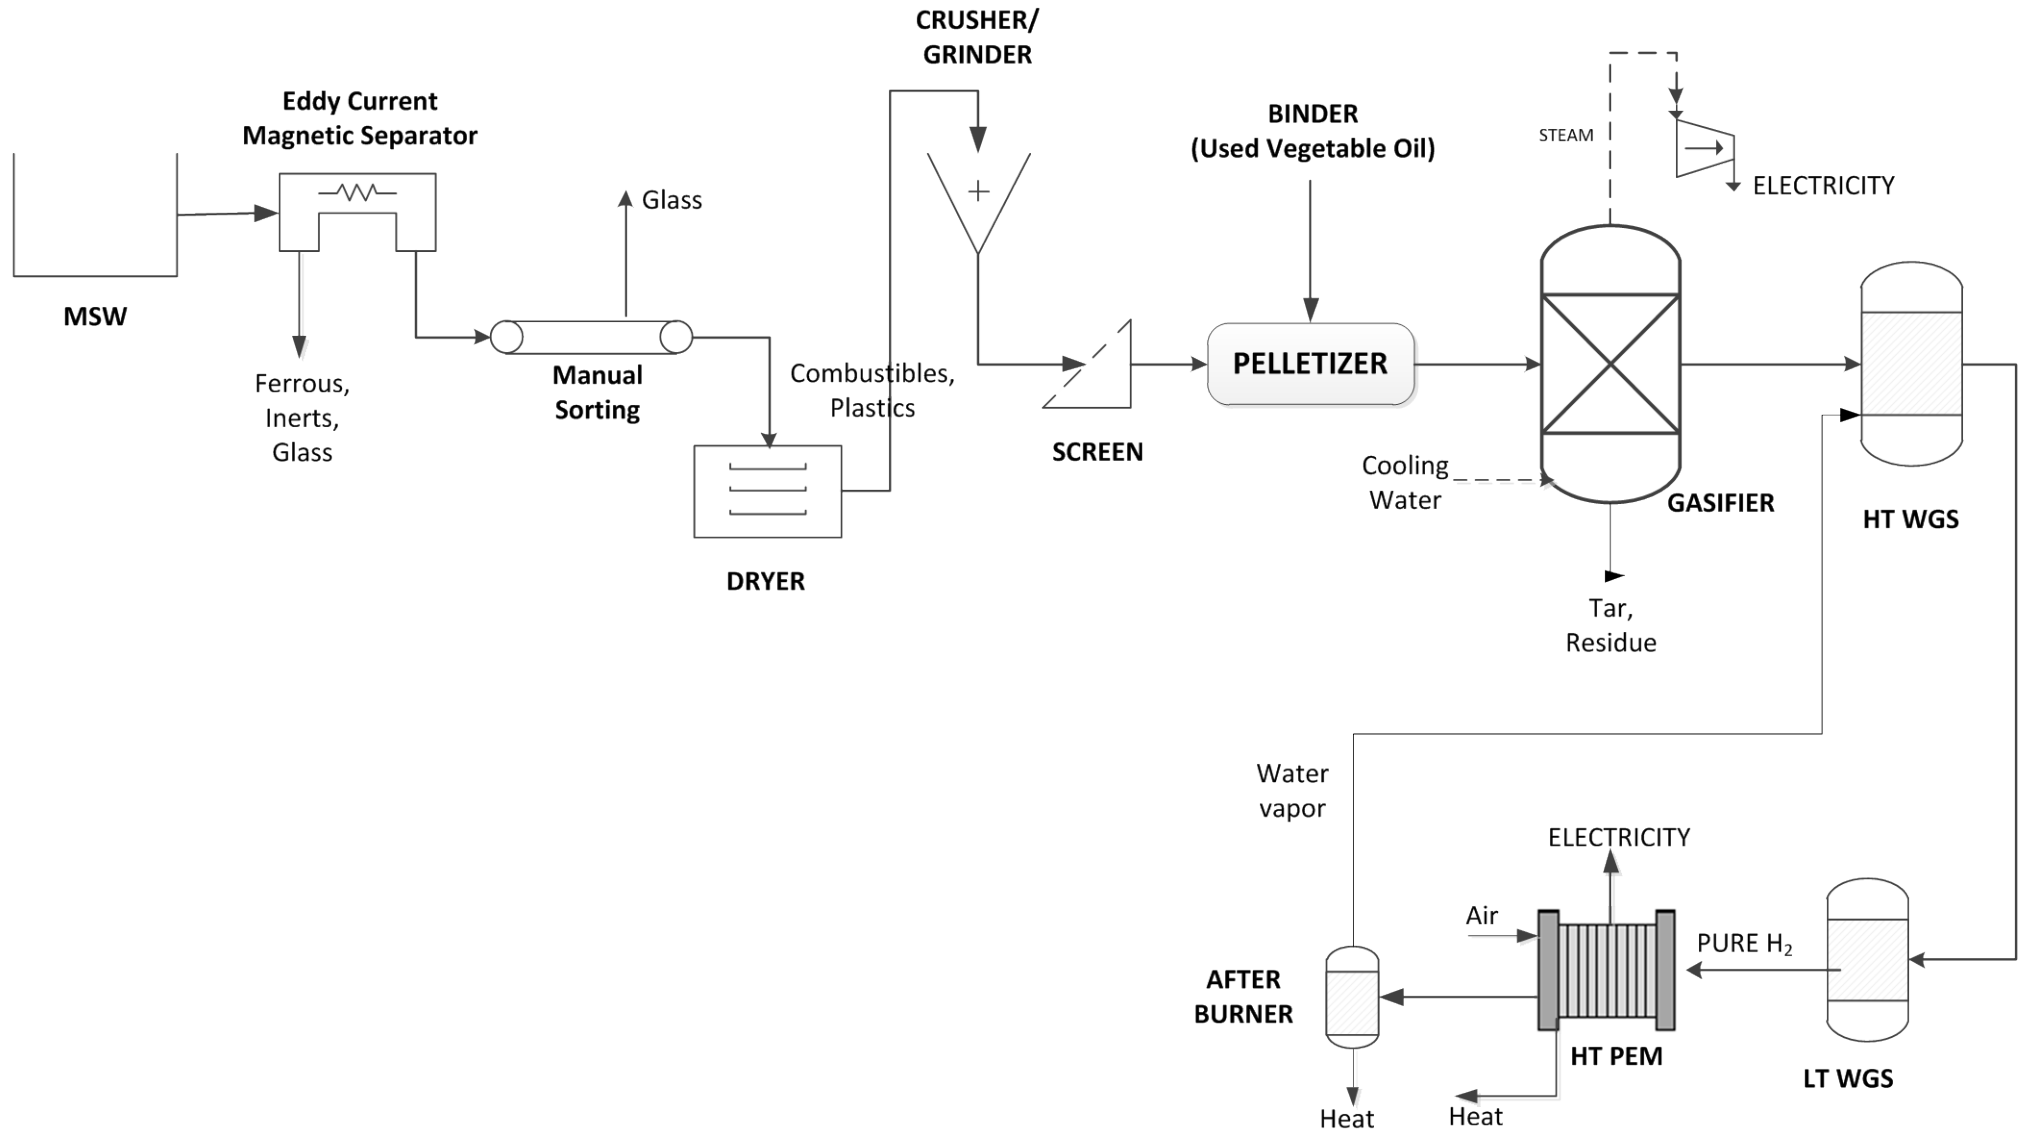 CRUSHER/
GRINDER
Eddy Current
Magnetic Separator
BINDER
(Used Vegetable Oil)
STEAM
ELECTRICITY
Glass
MSW
Ferrous,
Inerts,
Glass
Manual
Sorting
Combustibles,
Plastics
PELLETIZER
SCREEN
Cooling
Water
GASIFIER
HT WGS
DRYER
Tar,
Residue
Water
vapor
ELECTRICITY
Air
PURE H₂
AFTER
BURNER
HT PEM
LT WGS
Heat
Heat